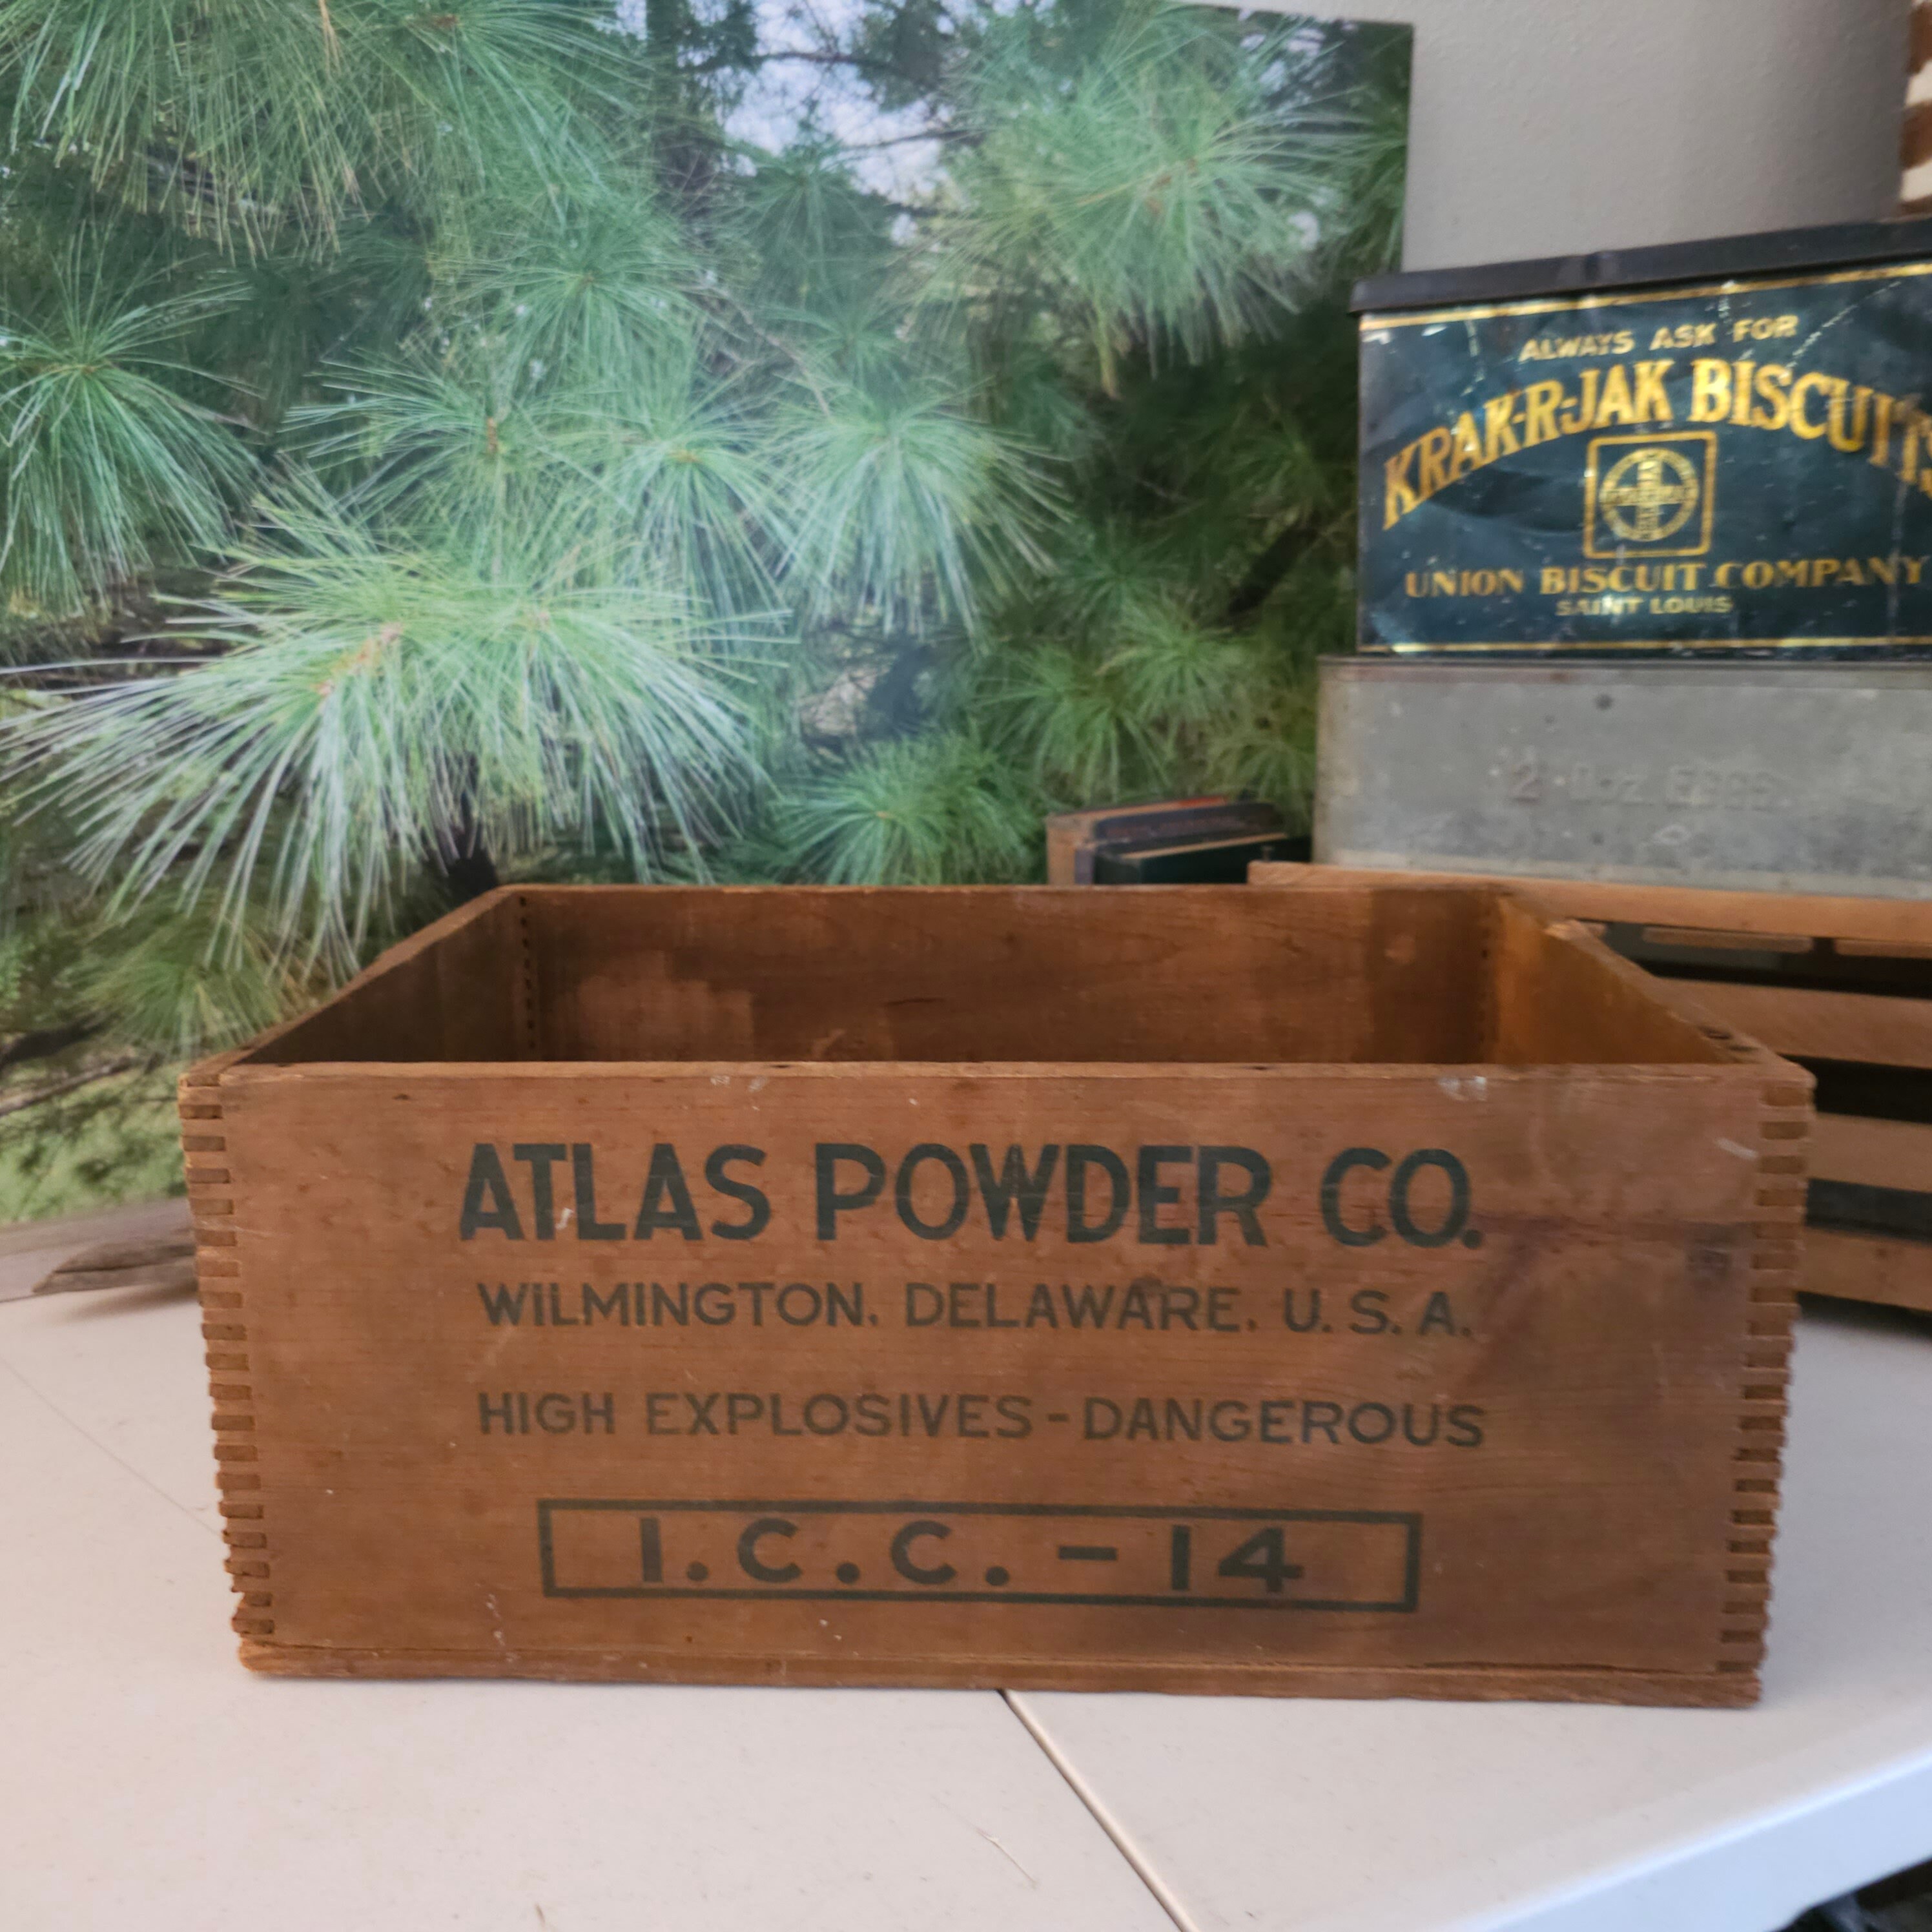 ALWAYS ASK FOR
KRAK-R-JAK BISCUITS
UNION BISCUIT COMPANY
SAINT LOUIS
ATLAS POWDER CO.
WILMINGTON, DELAWARE, U.S.A.
HIGH EXPLOSIVES-DANGEROUS
I.C.C.-14